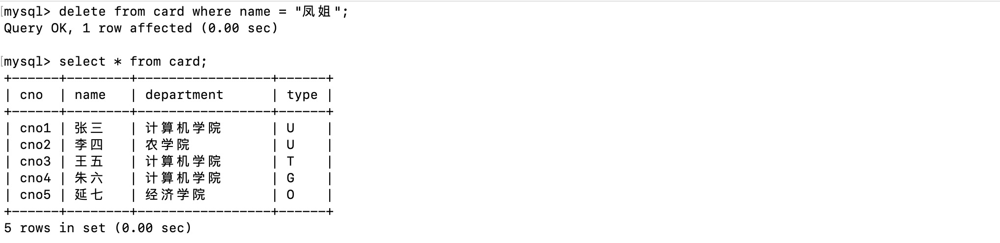 [mysql> delete from card where name = "凤姐";
Query OK, 1 row affected (0.00 sec)
[mysql> select * from card;
+------+--------+-----------------+------+
| cno  | name   | department      | type |
+------+--------+-----------------+------+
| cno1 | 张三   | 计算机学院      | U    |
| cno2 | 李四   | 农学院          | U    |
| cno3 | 王五   | 计算机学院      | T    |
| cno4 | 朱六   | 计算机学院      | G    |
| cno5 | 延七   | 经济学院        | O    |
+------+--------+-----------------+------+
5 rows in set (0.00 sec)